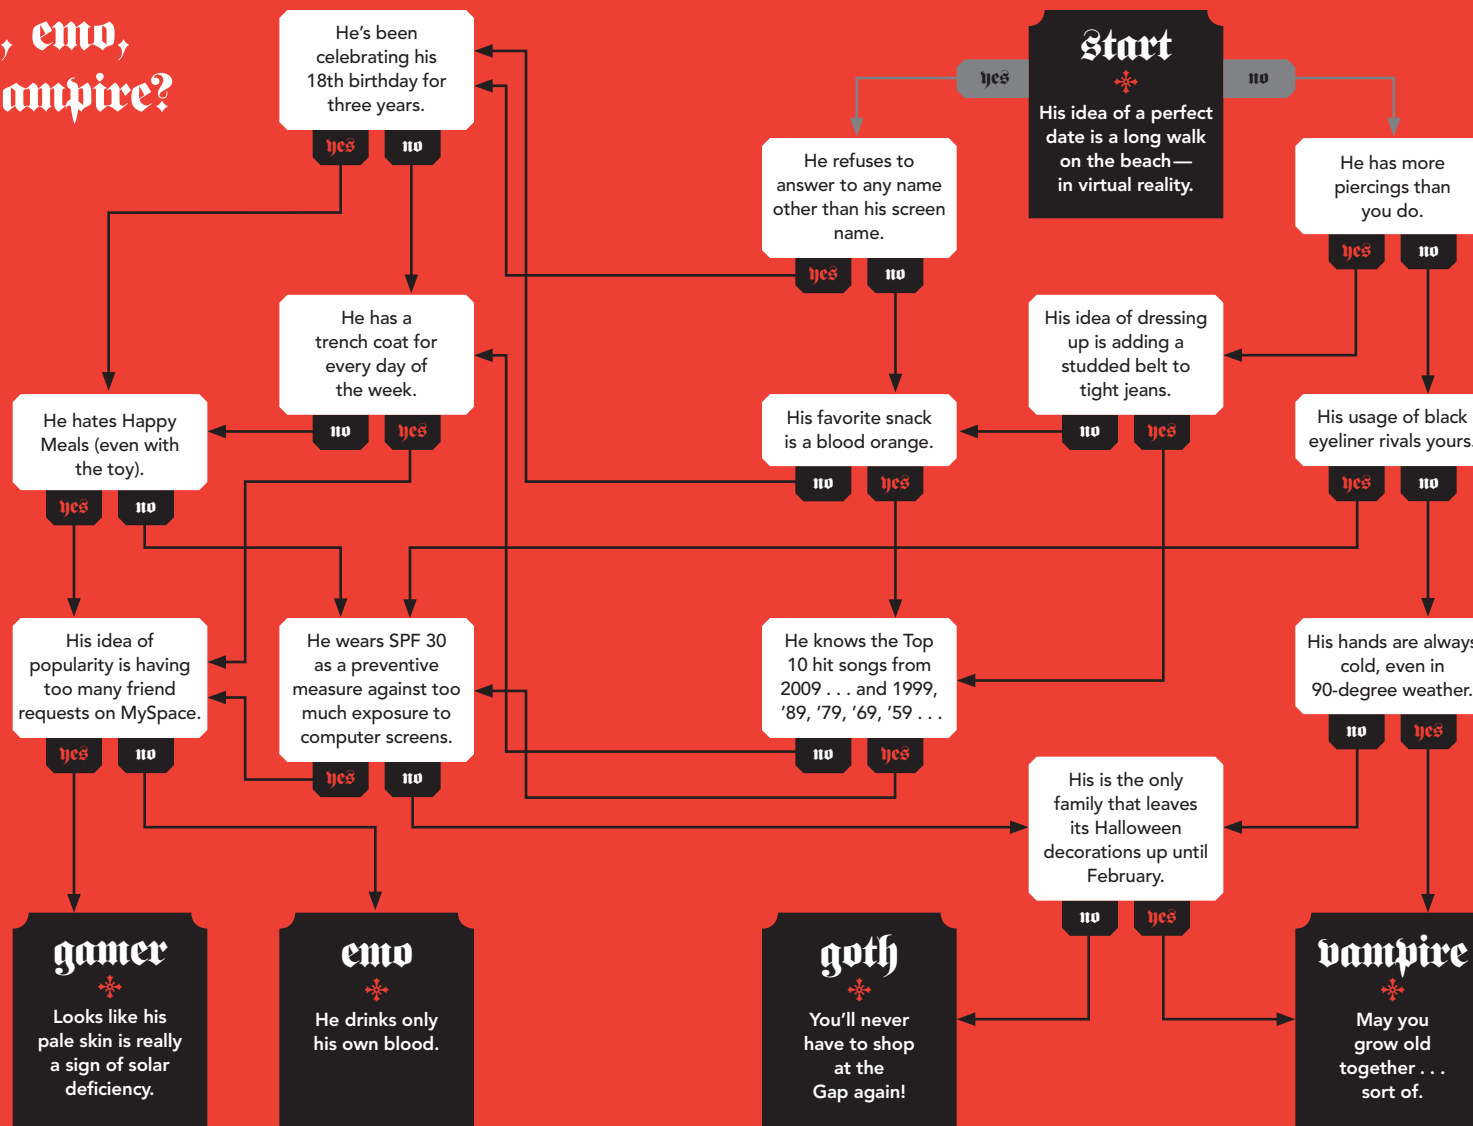 , emo,
ampire?
He's been
celebrating his
18th birthday for
three years.
yes
no
start
His idea of a perfect
date is a long walk
on the beach—
in virtual reality.
yes
no
He refuses to
answer to any name
other than his screen
name.
yes
no
He has more
piercings than
you do.
yes
no
He has a
trench coat for
every day of
the week.
no
yes
His idea of dressing
up is adding a
studded belt to
tight jeans.
no
yes
He hates Happy
Meals (even with
the toy).
yes
no
His favorite snack
is a blood orange.
no
yes
His usage of black
eyeliner rivals yours.
yes
no
His idea of
popularity is having
too many friend
requests on MySpace.
yes
no
He wears SPF 30
as a preventive
measure against too
much exposure to
computer screens.
yes
no
He knows the Top
10 hit songs from
2009 . . . and 1999,
'89, '79, '69, '59 . . .
no
yes
His hands are always
cold, even in
90-degree weather.
no
yes
His is the only
family that leaves
its Halloween
decorations up until
February.
no
yes
gamer
Looks like his
pale skin is really
a sign of solar
deficiency.
emo
He drinks only
his own blood.
goth
You'll never
have to shop
at the
Gap again!
vampire
May you
grow old
together . . .
sort of.